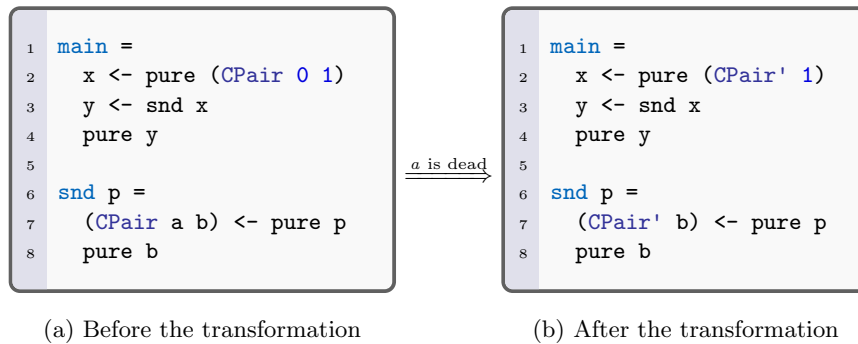 1 main =
2 x <- pure (CPair 0 1)
3 y <- snd x
4 pure y
5
6 snd p =
7 (CPair a b) <- pure p
8 pure b
a is dead
1 main =
2 x <- pure (CPair' 1)
3 y <- snd x
4 pure y
5
6 snd p =
7 (CPair' b) <- pure p
8 pure b
(a) Before the transformation
(b) After the transformation